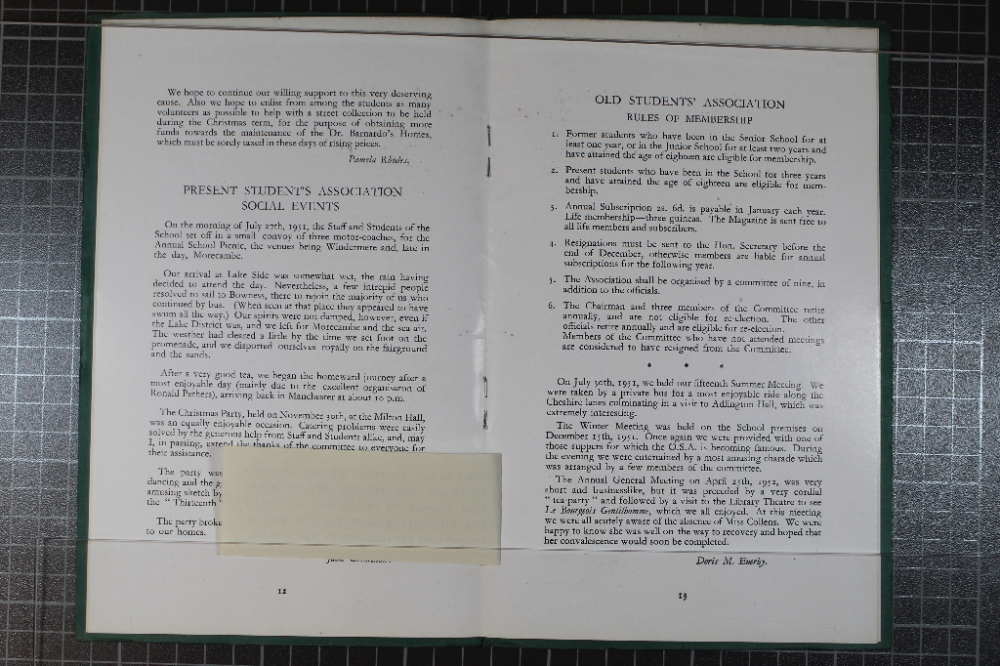 We hope to continue our willing support to this very deserving
cause. Also we hope to enlist from among the students as many
volunteers as possible to help with a street collection to be held
during the Christmas term, for the purpose of obtaining more
funds towards the maintenance of the Dr. Barnardo's Homes,
which must be sorely taxed in these days of rising prices.
Pamela Rhodes.
PRESENT STUDENT'S ASSOCIATION
SOCIAL EVENTS
On the morning of July 27th, 1951, the Staff and Students of the
School set off in a small convoy of three motor-coaches, for the
Annual School Picnic, the venues being Windermere and, late in
the day, Morecambe.
Our arrival at Lake Side was somewhat wet, the rain having
decided to attend the day. Nevertheless, a few intrepid people
resolved to sail to Bowness, there to rejoin the majority of us who
continued by bus. (When seen at that place they appeared to have
swum all the way.) Our spirits were not damped, however, even if
the Lake District was, and we left for Morecambe and the sea air.
The weather had cleared a little by the time we set foot on the
promenade, and we disported ourselves royally on the fairground
and the sands.
After a very good tea, we began the homeward journey after a
most enjoyable day (mainly due to the excellent organisation of
Ronald Perhers), arriving back in Manchester at about 10 p.m.
The Christmas Party, held on November 30th, at the Milton Hall,
was an equally enjoyable occasion. Catering problems were easily
solved by the generous help from Staff and Students alike, and, may
I, in passing, extend the thanks of the committee to everyone for
their assistance.
The party was
dancing and the
amusing sketch by
the "Thirteenth
The party broke
to our homes.
12
OLD STUDENTS' ASSOCIATION
RULES OF MEMBERSHIP
1. Former students who have been in the Senior School for at
least one year, or in the Junior School for at least two years and
have attained the age of eighteen are eligible for membership.
2. Present students who have been in the School for three years
and have attained the age of eighteen are eligible for mem-
bership.
3. Annual Subscription 2s. 6d. is payable in January each year.
Life membership—three guineas. The Magazine is sent free to
all life members and subscribers.
4. Resignations must be sent to the Hon. Secretary before the
end of December, otherwise members are liable for annual
subscriptions for the following year.
5. The Association shall be organised by a committee of nine, in
addition to the officials.
6. The Chairman and three members of the Committee retire
annually, and are not eligible for re-election. The other
officials retire annually and are eligible for re-election.
Members of the Committee who have not attended meetings
are considered to have resigned from the Committee.
* * *
On July 30th, 1951, we held our fifteenth Summer Meeting. We
were taken by a private bus for a most enjoyable ride along the
Cheshire lanes culminating in a visit to Adlington Hall, which was
extremely interesting.
The Winter Meeting was held on the School premises on
December 15th, 1951. Once again we were provided with one of
those suppers for which the O.S.A. is becoming famous. During
the evening we were entertained by a most amusing charade which
was arranged by a few members of the committee.
The Annual General Meeting on April 25th, 1952, was very
short and businesslike, but it was preceded by a very cordial
"tea-party" and followed by a visit to the Library Theatre to see
Le Bourgeois Gentilhomme, which we all enjoyed. At this meeting
we were all acutely aware of the absence of Miss Collens. We were
happy to know she was well on the way to recovery and hoped that
her convalescence would soon be completed.
Doris M. Euerby.
13